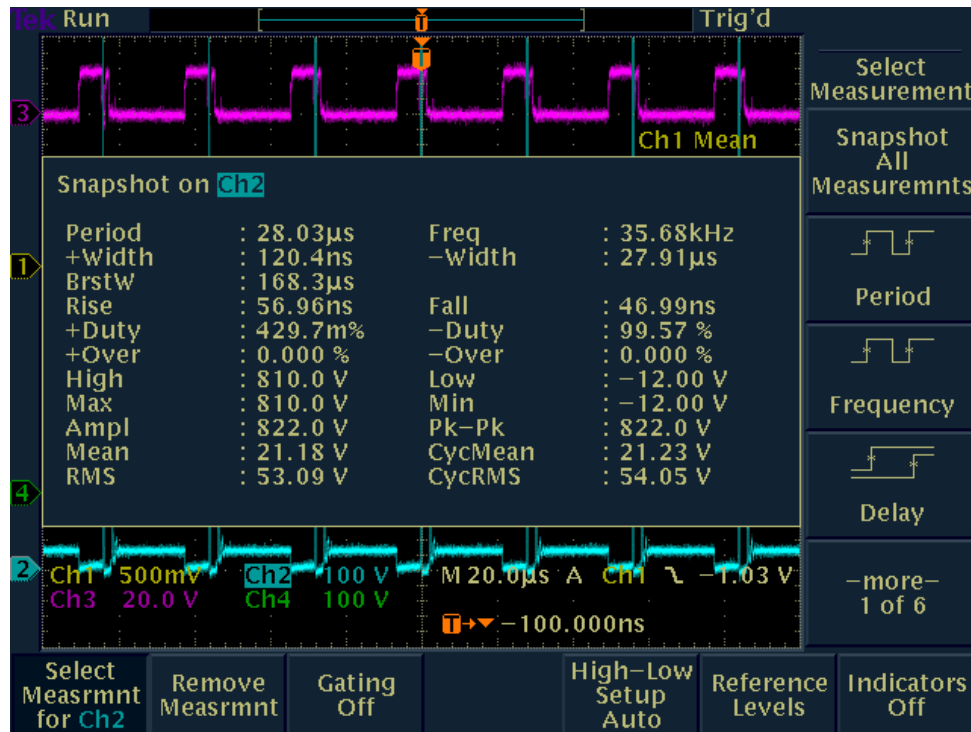 Tek Run Trig'd
T
T
3
Ch1 Mean
Snapshot on Ch2
Period : 28.03µs Freq : 35.68kHz
+Width : 120.4ns −Width : 27.91µs
BrstW : 168.3µs
Rise : 56.96ns Fall : 46.99ns
+Duty : 429.7m% −Duty : 99.57 %
+Over : 0.000 % −Over : 0.000 %
High : 810.0 V Low : −12.00 V
Max : 810.0 V Min : −12.00 V
Ampl : 822.0 V Pk−Pk : 822.0 V
Mean : 21.18 V CycMean : 21.23 V
RMS : 53.09 V CycRMS : 54.05 V
1
4
2
Ch1 500mV Ch2 100 V M 20.0µs A Ch1 −1.03 V
Ch3 20.0 V Ch4 100 V
T −100.000ns
Select
Measurement
Snapshot
All
Measuremnts
Period
Frequency
Delay
−more−
1 of 6
Select
Measrmnt
for Ch2
Remove
Measrmnt
Gating
Off
High−Low
Setup
Auto
Reference
Levels
Indicators
Off